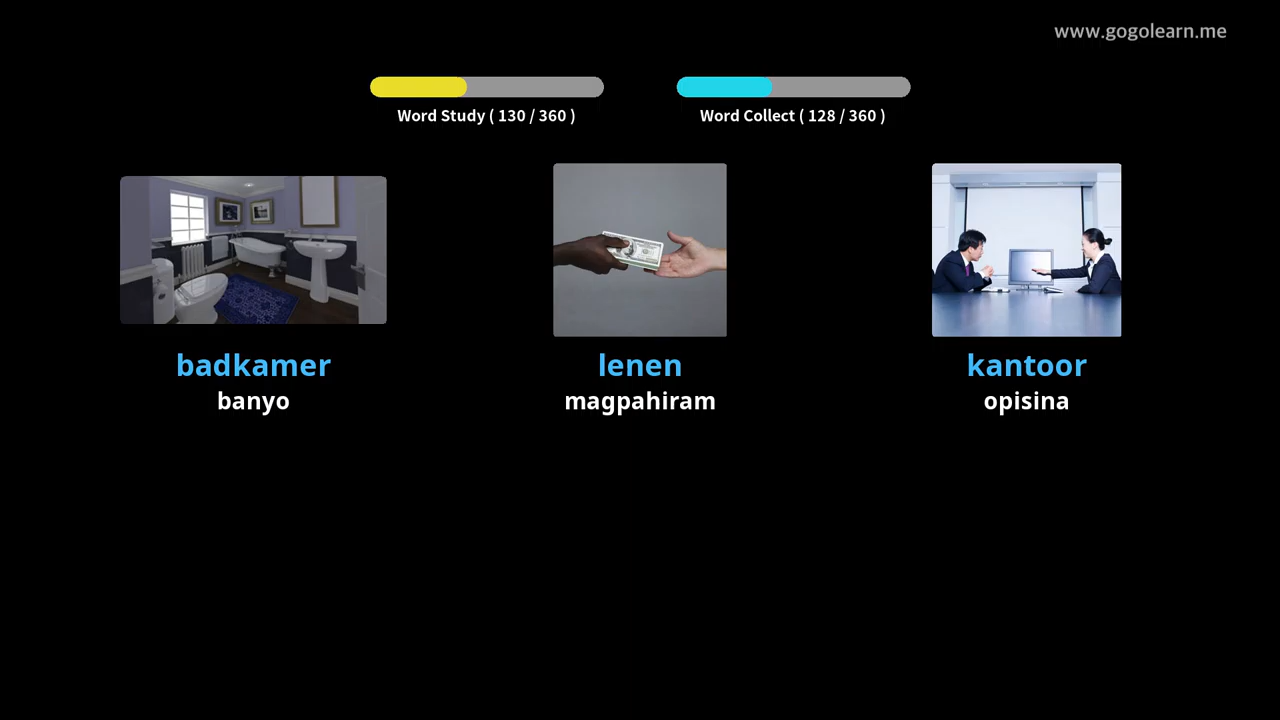 www.gogolearn.me
Word Study ( 130 / 360 )
Word Collect ( 128 / 360 )
badkamer
banyo
lenen
magpahiram
kantoor
opisina